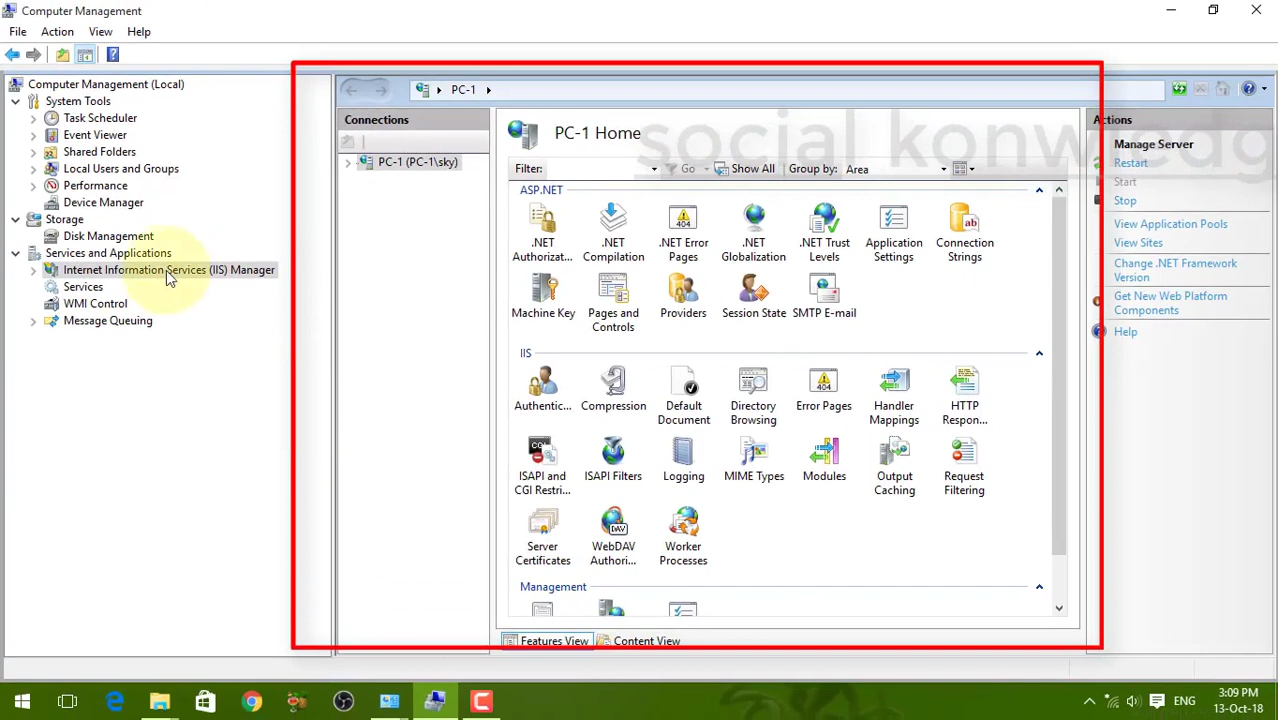 Computer Management
File Action View Help
Computer Management (Local)
System Tools
Task Scheduler
Event Viewer
Shared Folders
Local Users and Groups
Performance
Device Manager
Storage
Disk Management
Services and Applications
Internet Information Services (IIS) Manager
Services
WMI Control
Message Queuing
PC-1
Connections
PC-1 (PC-1\sky)
PC-1 Home
social konwledg
Filter: Go Show All Group by: Area
ASP.NET
.NET Authorizat...
.NET Compilation
.NET Error Pages
.NET Globalization
.NET Trust Levels
Application Settings
Connection Strings
Machine Key
Pages and Controls
Providers
Session State
SMTP E-mail
IIS
Authentic...
Compression
Default Document
Directory Browsing
Error Pages
Handler Mappings
HTTP Respon...
ISAPI and CGI Restri...
ISAPI Filters
Logging
MIME Types
Modules
Output Caching
Request Filtering
Server Certificates
WebDAV Authori...
Worker Processes
Management
Features View Content View
Actions
Manage Server
Restart
Start
Stop
View Application Pools
View Sites
Change .NET Framework
Version
Get New Web Platform
Components
Help
ENG
3:09 PM
13-Oct-18